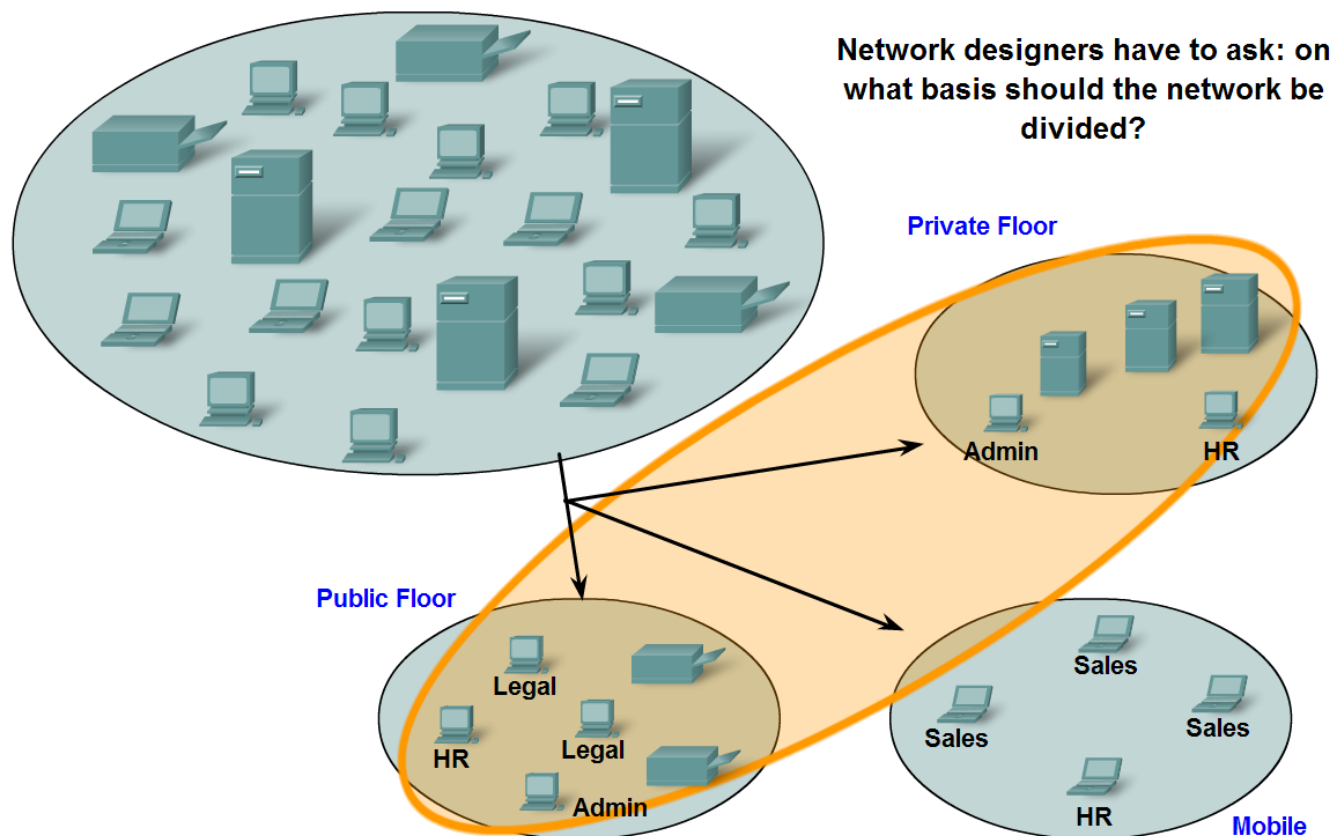 Network designers have to ask: on
what basis should the network be
divided?
Private Floor
Admin
HR
Public Floor
Legal
HR
Legal
Admin
Sales
Sales
Sales
HR
Mobile